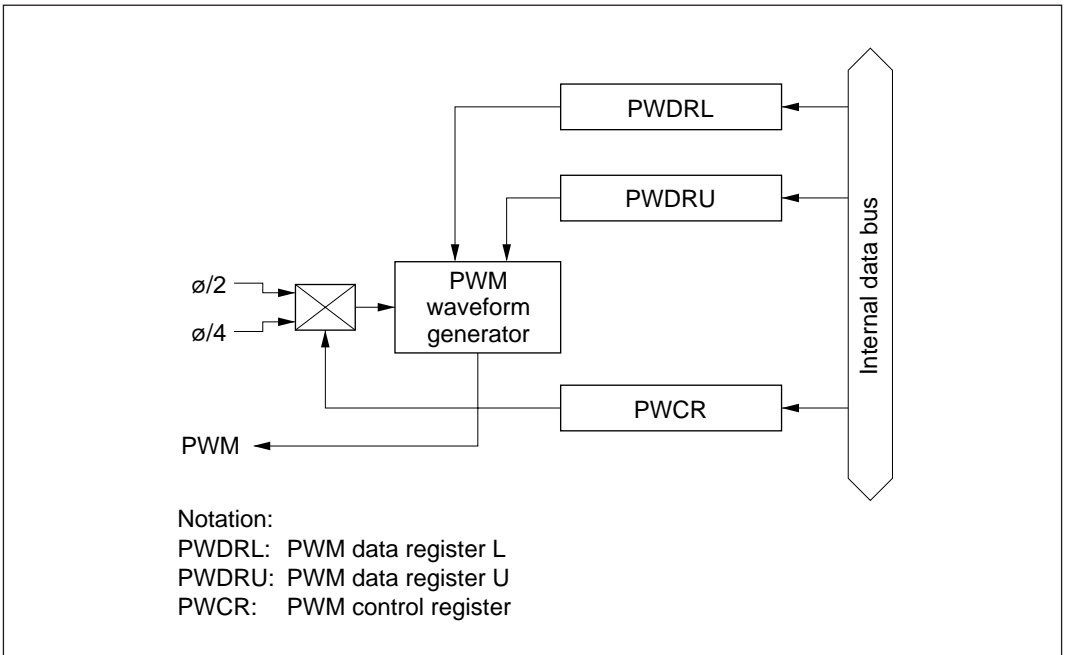 PWDRL
PWDRU
ø/2
ø/4
PWM
waveform
generator
Internal data bus
PWCR
PWM
Notation:
PWDRL: PWM data register L
PWDRU: PWM data register U
PWCR: PWM control register